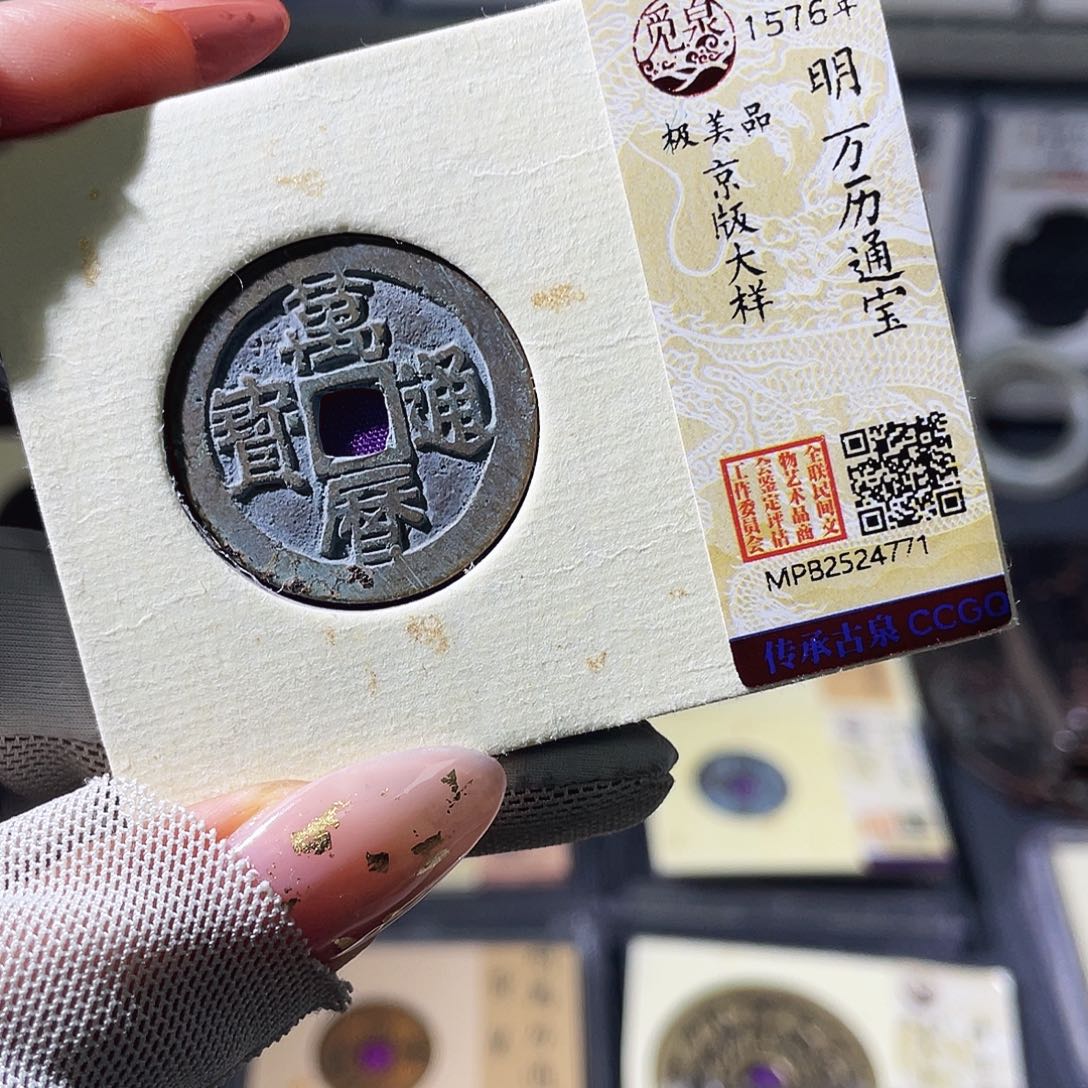 萬曆通寶
觅泉
1576年
明 万历通宝
极美品
京版大样
全联民间文
物艺术品商
会鉴定评估
工作委员会
MPB2524771
传承古泉 CCGQ